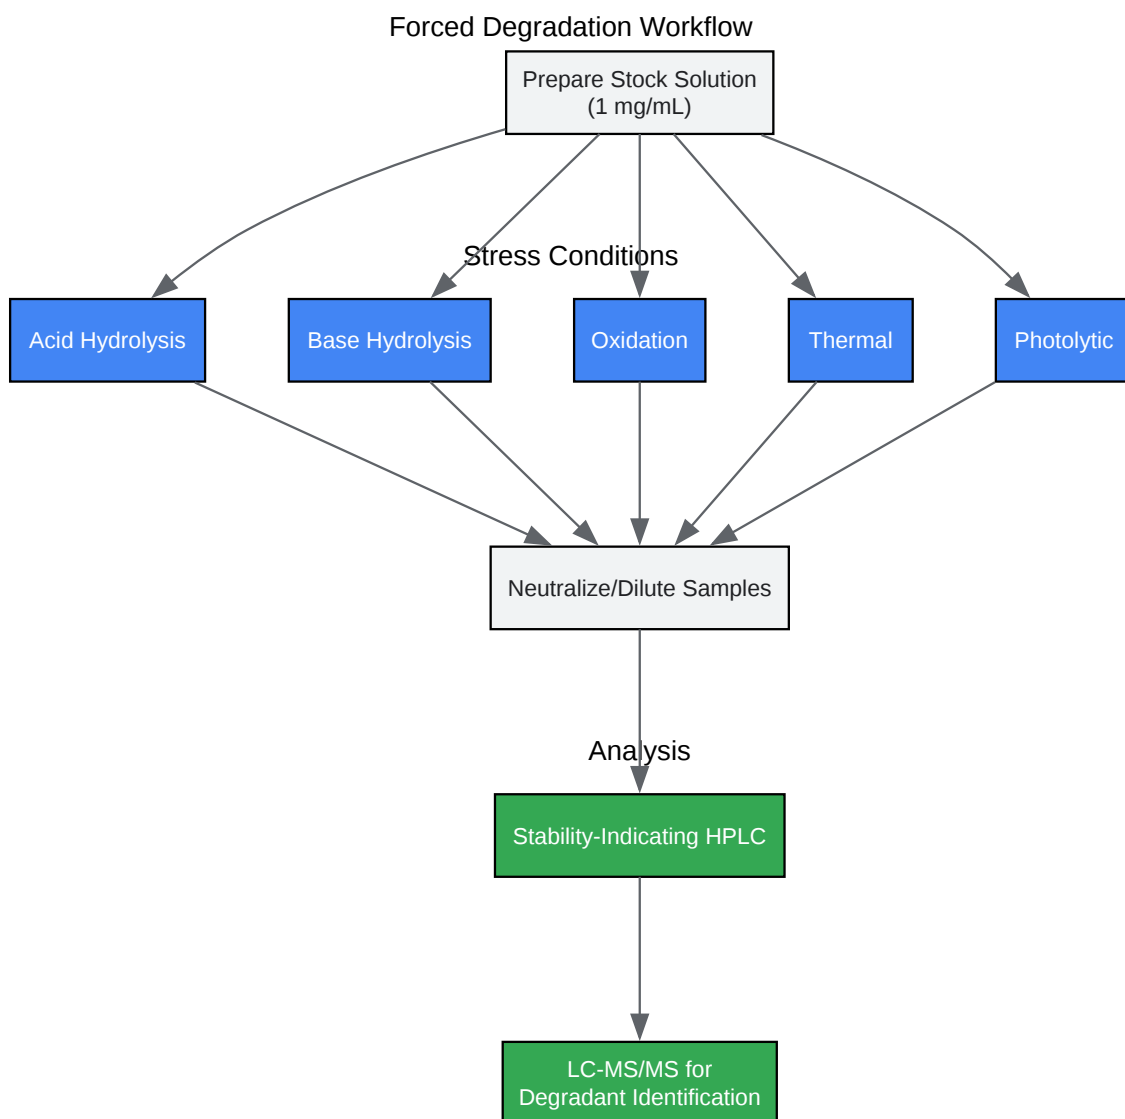 Forced Degradation Workflow
Prepare Stock Solution
(1 mg/mL)
Stress Conditions
Acid Hydrolysis
Base Hydrolysis
Oxidation
Thermal
Photolytic
Neutralize/Dilute Samples
Analysis
Stability-Indicating HPLC
LC-MS/MS for
Degradant Identification